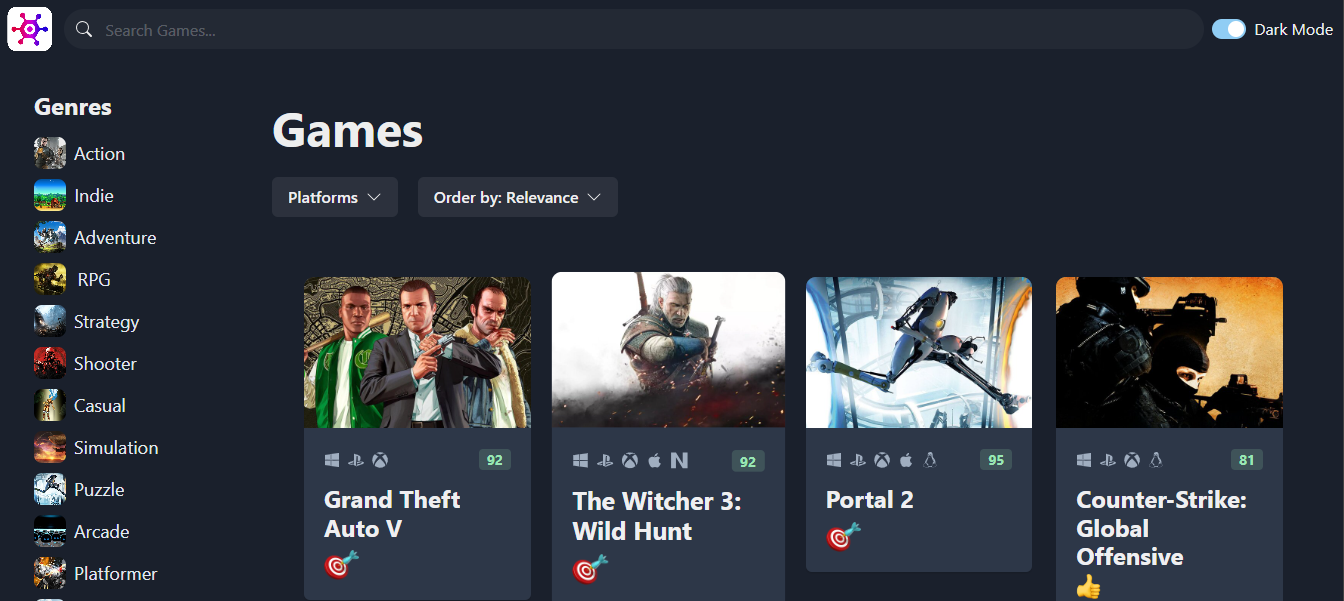 Search Games...
Dark Mode
Genres
Action
Indie
Adventure
RPG
Strategy
Shooter
Casual
Simulation
Puzzle
Arcade
Platformer
Games
Platforms
Order by: Relevance
92
Grand Theft
Auto V
92
The Witcher 3:
Wild Hunt
95
Portal 2
81
Counter-Strike:
Global
Offensive